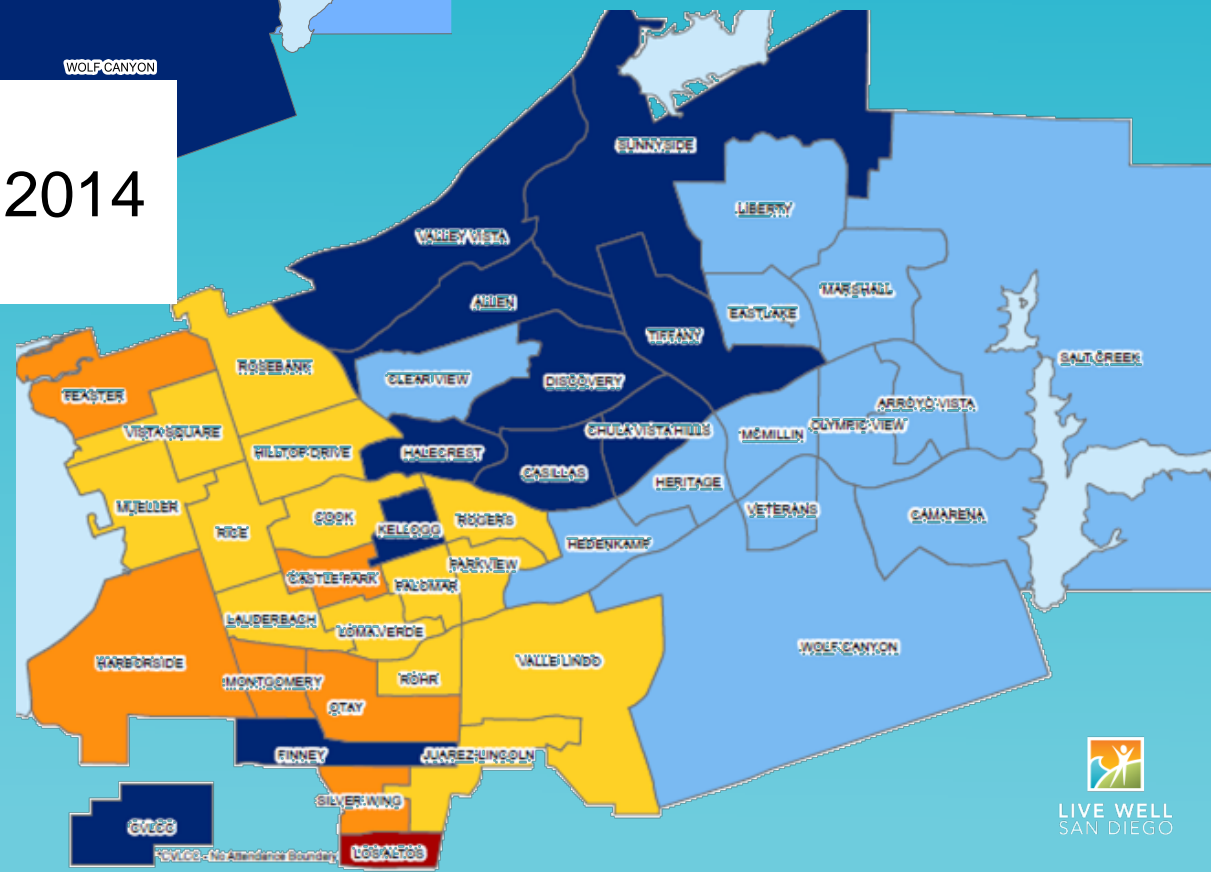 WOLF CANYON
2014
SUNNYSIDE
LIBERTY
VALLEY VISTA
MARSHALL
ALLEN
EASTLAKE
TIFFANY
SALT CREEK
ROSEBANK
CLEAR VIEW
DISCOVERY
FEASTER
ARROYO VISTA
VISTA SQUARE
CHULA VISTA HILLS
OLYMPIC VIEW
MCMILLIN
HILLTOP DRIVE
HALECREST
CASILLAS
HERITAGE
MUELLER
VETERANS
COOK
ROGERS
CAMARENA
RICE
KELLOGG
HEDENKAMP
PARKVIEW
CASTLE PARK
PALOMAR
LAUDERBACH
LOMA VERDE
WOLF CANYON
HARBORSIDE
VALLE LINDO
MONTGOMERY
ROHR
OTAY
FINNEY
JUAREZ-LINCOLN
SILVER WING
LIVE WELL
SAN DIEGO
CVLCC
*CVLCC - No Attendance Boundary
LOS ALTOS